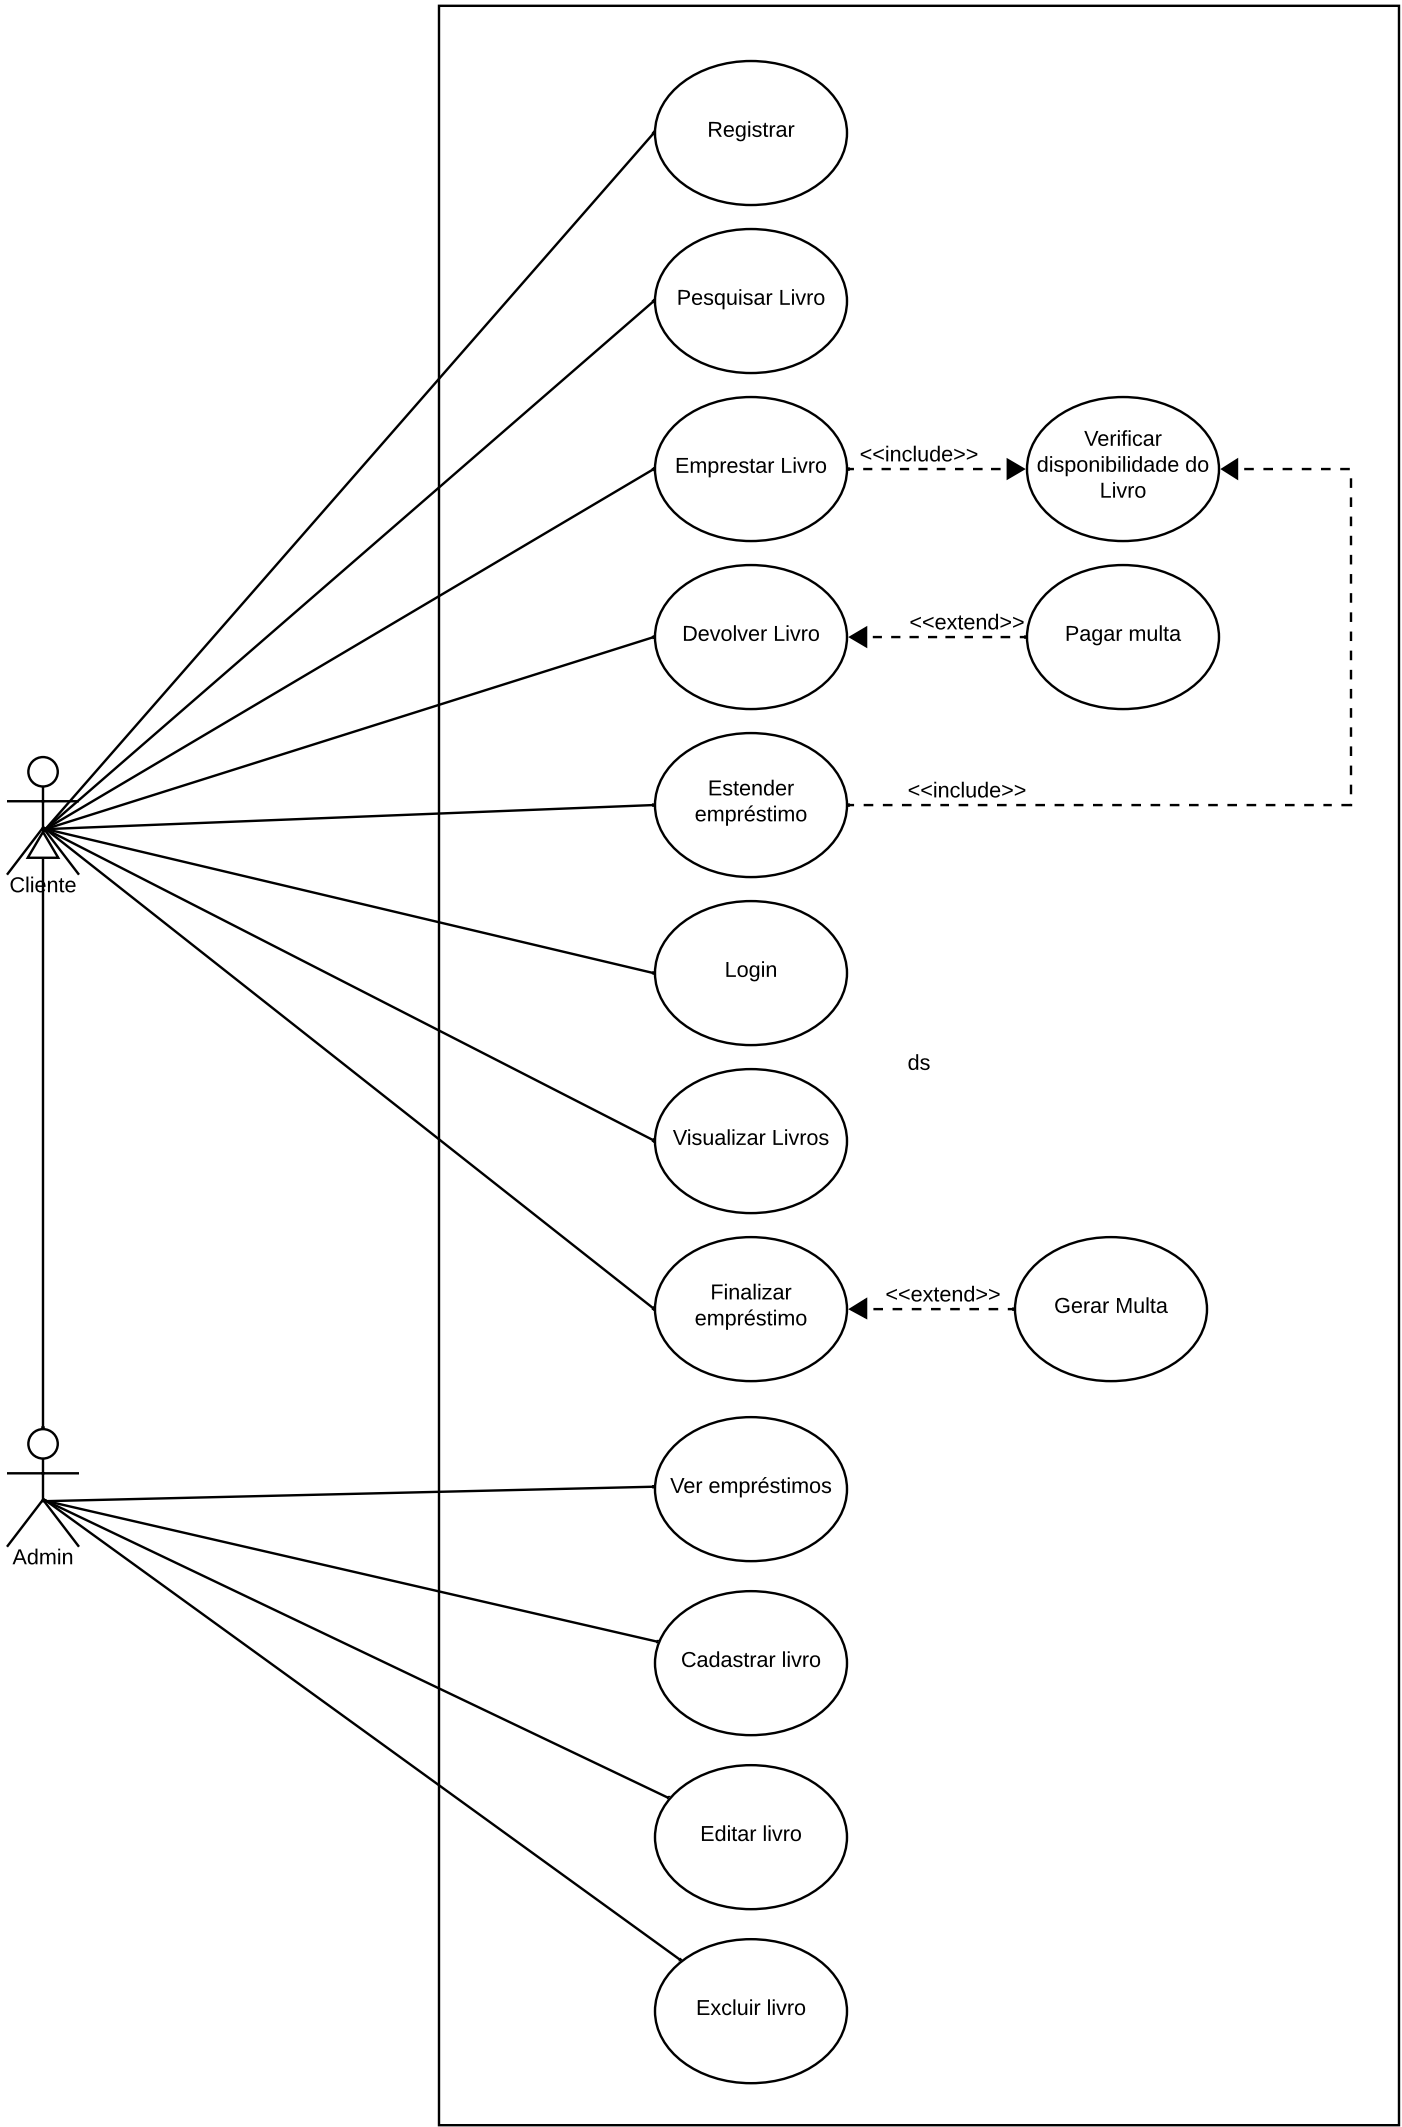 Registrar
Pesquisar Livro
Emprestar Livro
<<include>>
Verificar
disponibilidade do
Livro
Devolver Livro
<<extend>>
Pagar multa
Estender
empréstimo
<<include>>
Cliente
Login
ds
Visualizar Livros
Finalizar
empréstimo
<<extend>>
Gerar Multa
Ver empréstimos
Admin
Cadastrar livro
Editar livro
Excluir livro